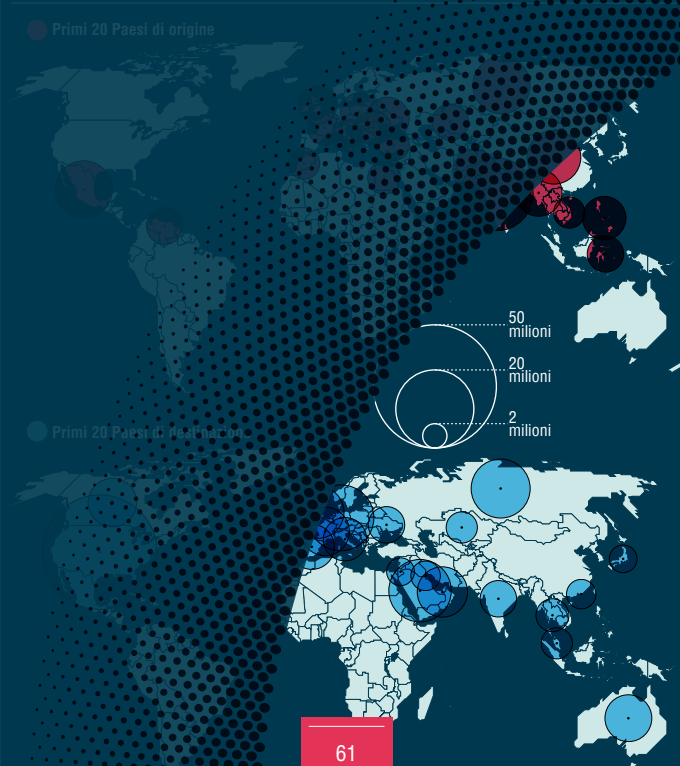 Primi 20 Paesi di origine
50
milioni
20
milioni
2
milioni
Primi 20 Paesi di destinazione
61